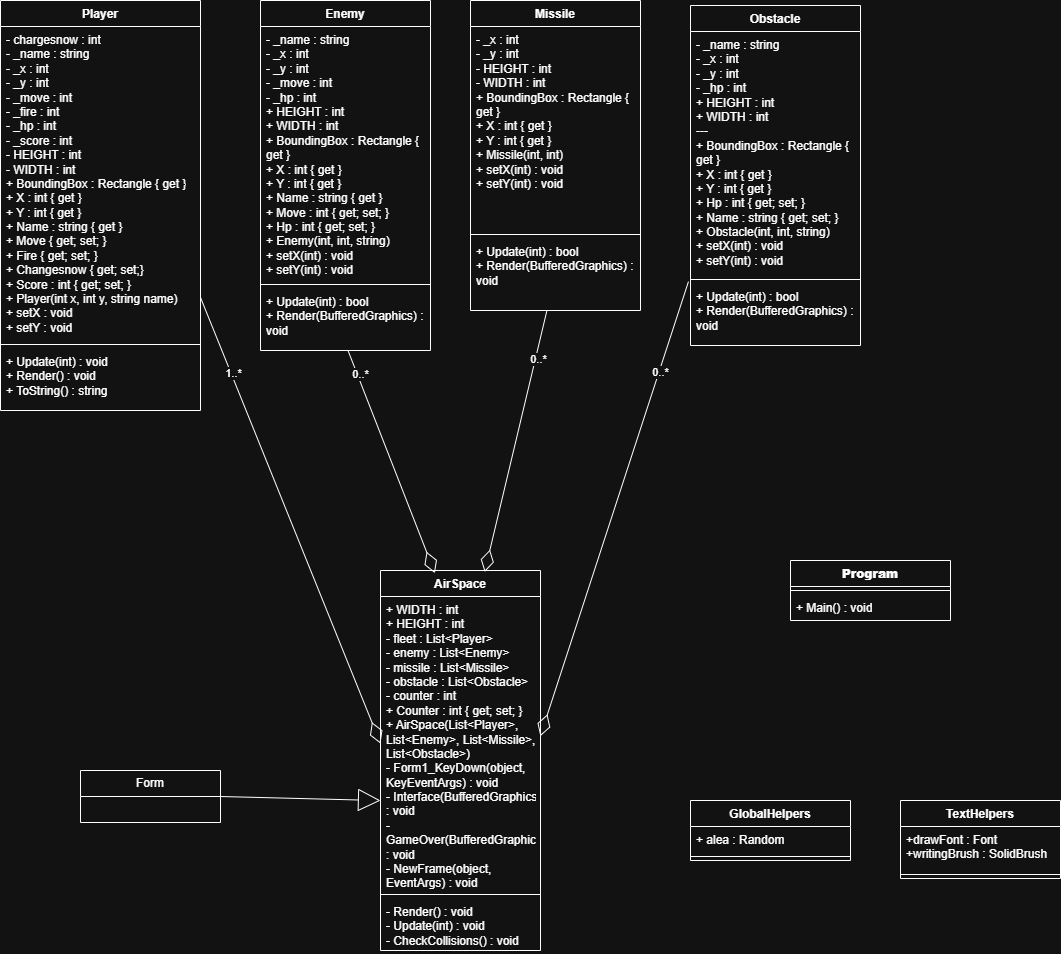 Player
- chargesnow : int
- _name : string
- _x : int
- _y : int
- _move : int
- _fire : int
- _hp : int
- _score : int
- HEIGHT : int
- WIDTH : int
+ BoundingBox : Rectangle { get }
+ X : int { get }
+ Y : int { get }
+ Name : string { get }
+ Move { get; set; }
+ Fire { get; set; }
+ Changesnow { get; set;}
+ Score : int { get; set; }
+ Player(int x, int y, string name)
+ setX : void
+ setY : void
+ Update(int) : void
+ Render() : void
+ ToString() : string
Enemy
- _name : string
- _x : int
- _y : int
- _move : int
- _hp : int
+ HEIGHT : int
+ WIDTH : int
+ BoundingBox : Rectangle {
get }
+ X : int { get }
+ Y : int { get }
+ Name : string { get }
+ Move : int { get; set; }
+ Hp : int { get; set; }
+ Enemy(int, int, string)
+ setX(int) : void
+ setY(int) : void
+ Update(int) : bool
+ Render(BufferedGraphics) :
void
Missile
- _x : int
- _y : int
- HEIGHT : int
- WIDTH : int
+ BoundingBox : Rectangle {
get }
+ X : int { get }
+ Y : int { get }
+ Missile(int, int)
+ setX(int) : void
+ setY(int) : void
+ Update(int) : bool
+ Render(BufferedGraphics) :
void
Obstacle
- _name : string
- _x : int
- _y : int
- _hp : int
+ HEIGHT : int
+ WIDTH : int
---
+ BoundingBox : Rectangle {
get }
+ X : int { get }
+ Y : int { get }
+ Hp : int { get; set; }
+ Name : string { get; set; }
+ Obstacle(int, int, string)
+ setX(int) : void
+ setY(int) : void
+ Update(int) : bool
+ Render(BufferedGraphics) :
void
1..*
0..*
0..*
0..*
AirSpace
+ WIDTH : int
+ HEIGHT : int
- fleet : List<Player>
- enemy : List<Enemy>
- missile : List<Missile>
- obstacle : List<Obstacle>
- counter : int
+ Counter : int { get; set; }
+ AirSpace(List<Player>,
List<Enemy>, List<Missile>,
List<Obstacle>)
- Form1_KeyDown(object,
KeyEventArgs) : void
- Interface(BufferedGraphics
: void
-
GameOver(BufferedGraphic
: void
- NewFrame(object,
EventArgs) : void
- Render() : void
- Update(int) : void
- CheckCollisions() : void
Form
Program
+ Main() : void
GlobalHelpers
+ alea : Random
TextHelpers
+drawFont : Font
+writingBrush : SolidBrush